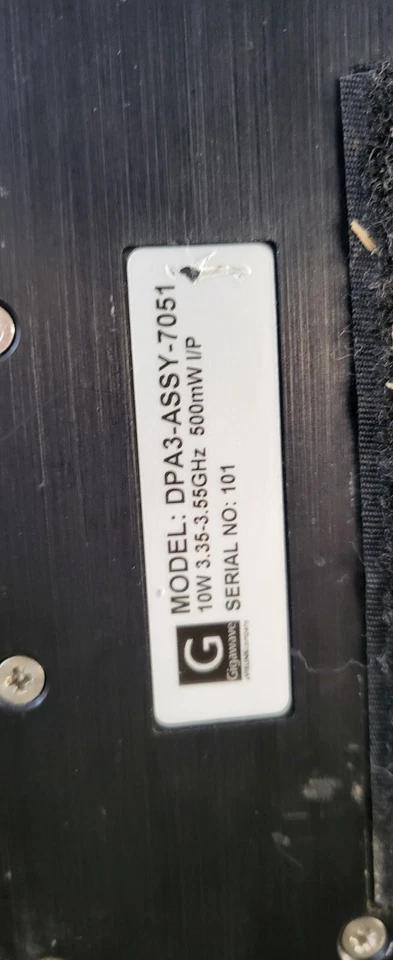 MODEL: DPA3-ASSY-7051
10W 3.35-3.55GHz 500mW I/P
SERIAL NO: 101
G
Gigawave